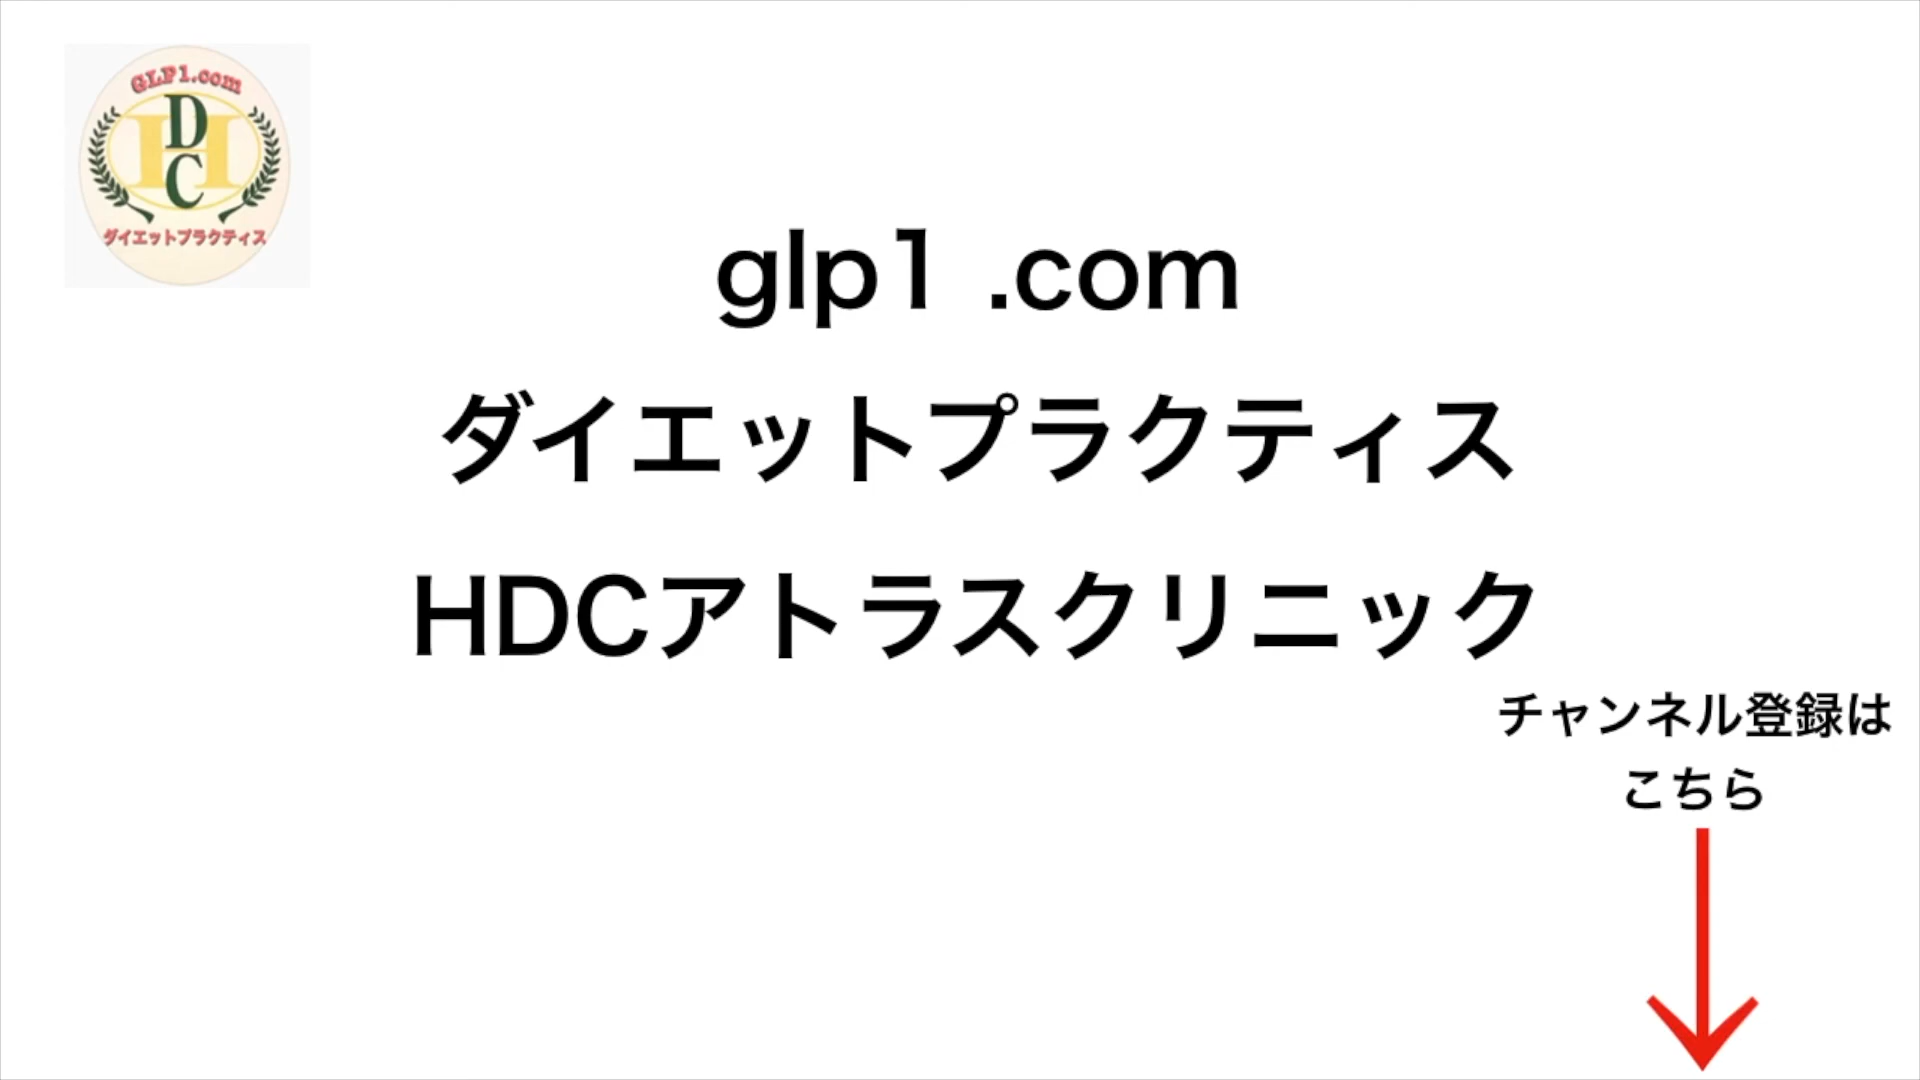 GLP1.com
HDC
ダイエットプラクティス
glp1 .com
ダイエットプラクティス
HDCアトラスクリニック
チャンネル登録は
こちら